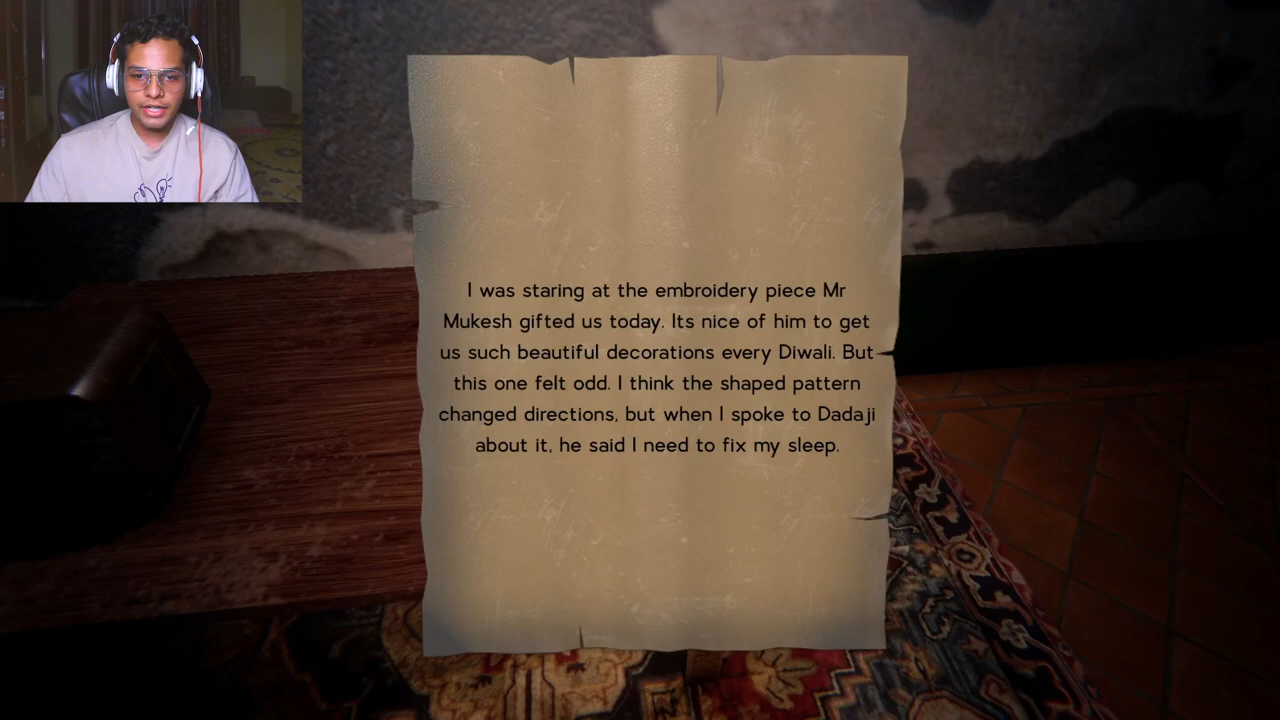 I was staring at the embroidery piece Mr
Mukesh gifted us today. Its nice of him to get
us such beautiful decorations every Diwali. But
this one felt odd. I think the shaped pattern
changed directions, but when I spoke to Dadaji
about it, he said I need to fix my sleep.